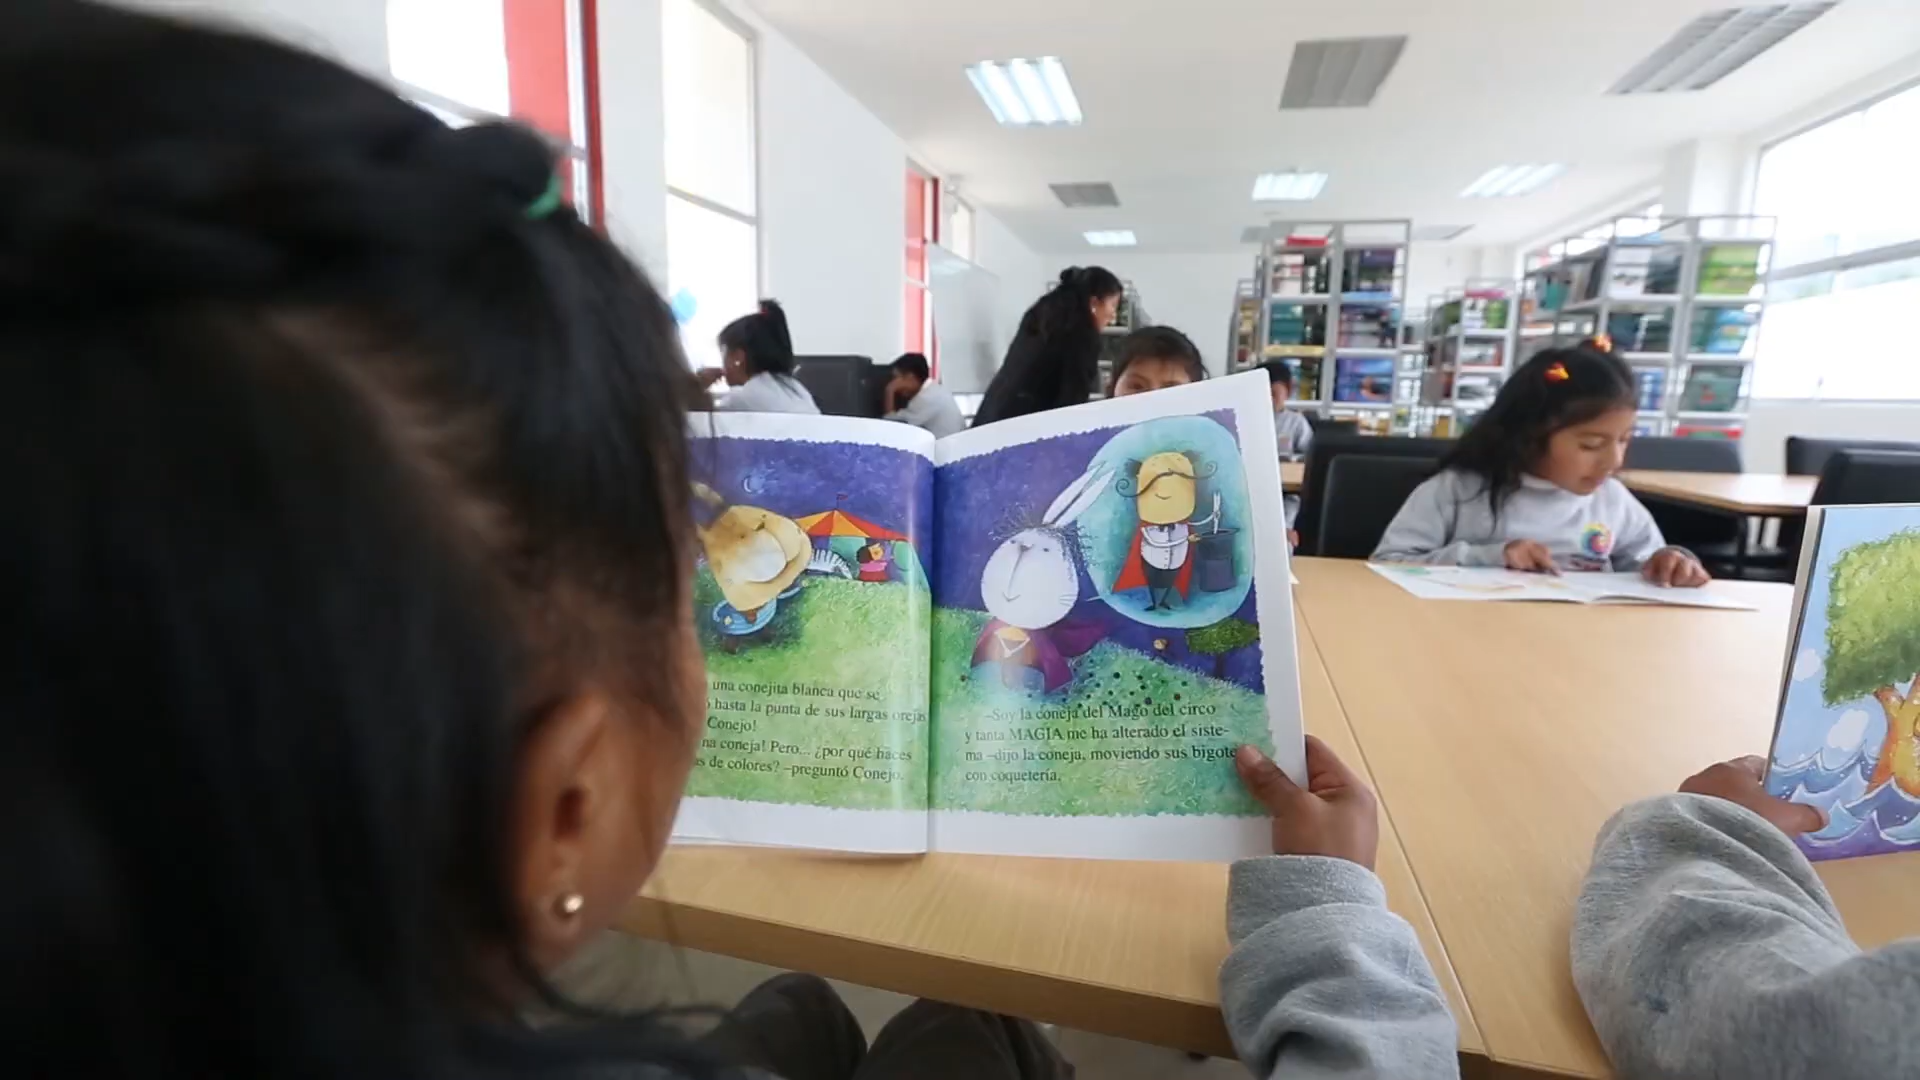 una conejita blanca que se
hasta la punta de sus largas orejas
Conejo!
na coneja! Pero... ¿por qué haces
as de colores? –preguntó Conejo.
–Soy la coneja del Mago del circo
y tanta MAGIA me ha alterado el siste-
ma –dijo la coneja, moviendo sus bigote
con coquetería.